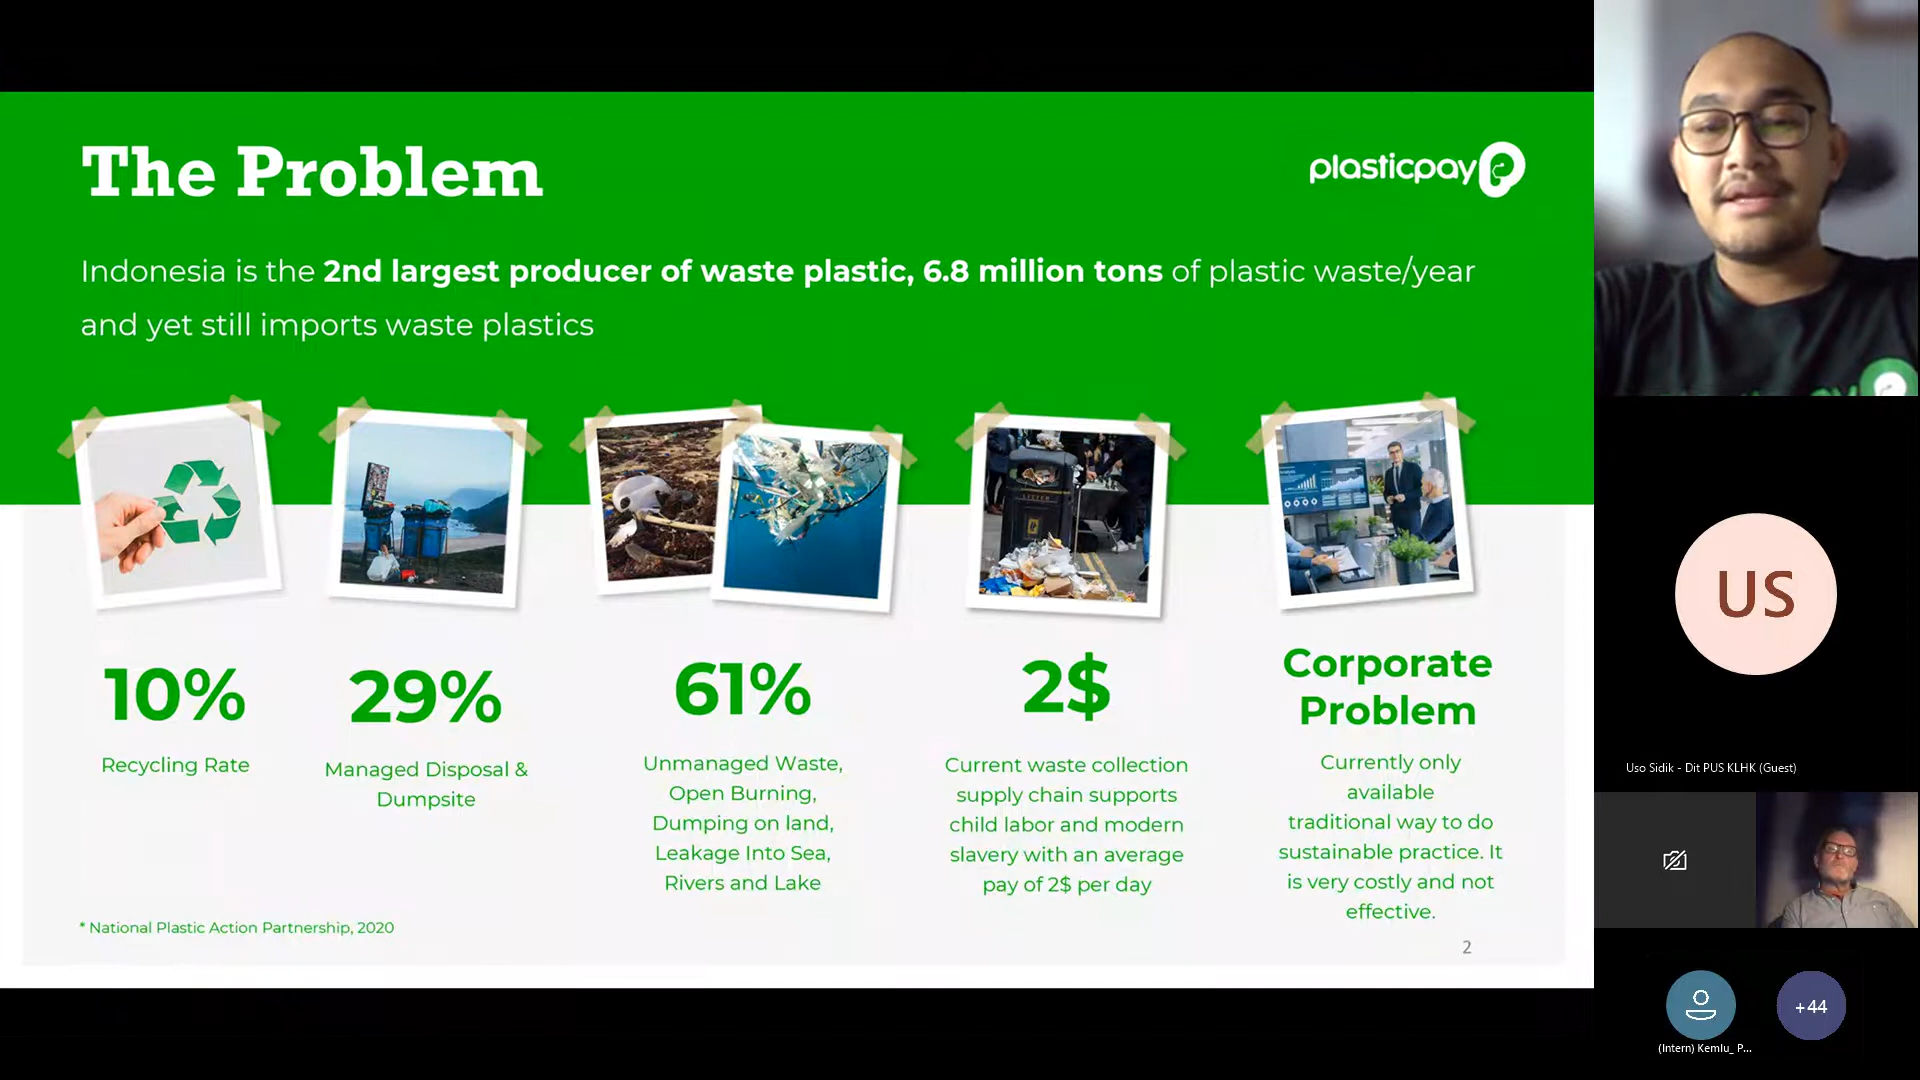 The Problem
plasticpay
Indonesia is the 2nd largest producer of waste plastic, 6.8 million tons of plastic waste/year
and yet still imports waste plastics
LITTER
10%
Recycling Rate
29%
Managed Disposal &
Dumpsite
61%
Unmanaged Waste,
Open Burning,
Dumping on land,
Leakage Into Sea,
Rivers and Lake
2$
Current waste collection
supply chain supports
child labor and modern
slavery with an average
pay of 2$ per day
Corporate
Problem
Currently only
available
traditional way to do
sustainable practice. It
is very costly and not
effective.
* National Plastic Action Partnership, 2020
2
US
Uso Sidik - Dit PUS KLHK (Guest)
(Intern) Kemlu_ P...
+44